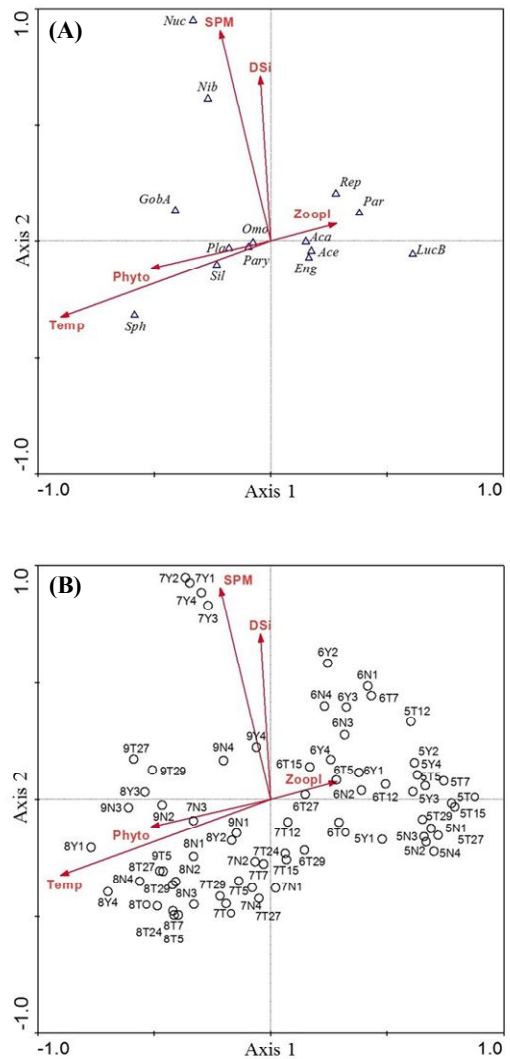 (A)
1.0
Nuc
SPM
DSi
Nib
Rep
GobA
Par
Zoopl
Omo
Aca
Pla
Pary
Ace
LucB
Phyto
Sil
Eng
Temp
Sph
Axis 2
-1.0
-1.0 Axis 1 1.0
(B)
1.0
7Y2 7Y1
SPM
7Y4
7Y3
DSi
6Y2
6N1
6N4 6Y3 6T7
5T12
6N3
9Y4
9T27 9N4
6Y4 5Y2
9T29 6T15 5Y4
6T5 6Y1 5T5 5T7
Zoopl
8Y3
6N2 6T12 5Y3 5TO
9N3 9N2 7N3
6T27
5T29 5T15
Phyto 9N1
7T12 6TO 5N1
8Y1 8N1 8Y2 5Y1 5N3 5T27
9T5 7T24 5N2 5N4
8T27 8N2 7N2 6T29
Temp 7T7 7T15
8N4 8T29 7T29 7T5 7N1
8Y4 8TO 8N3 7N4
8T7 7TO 7T27
8T24 8T5
Axis 2
-1.0
-1.0 Axis 1 1.0